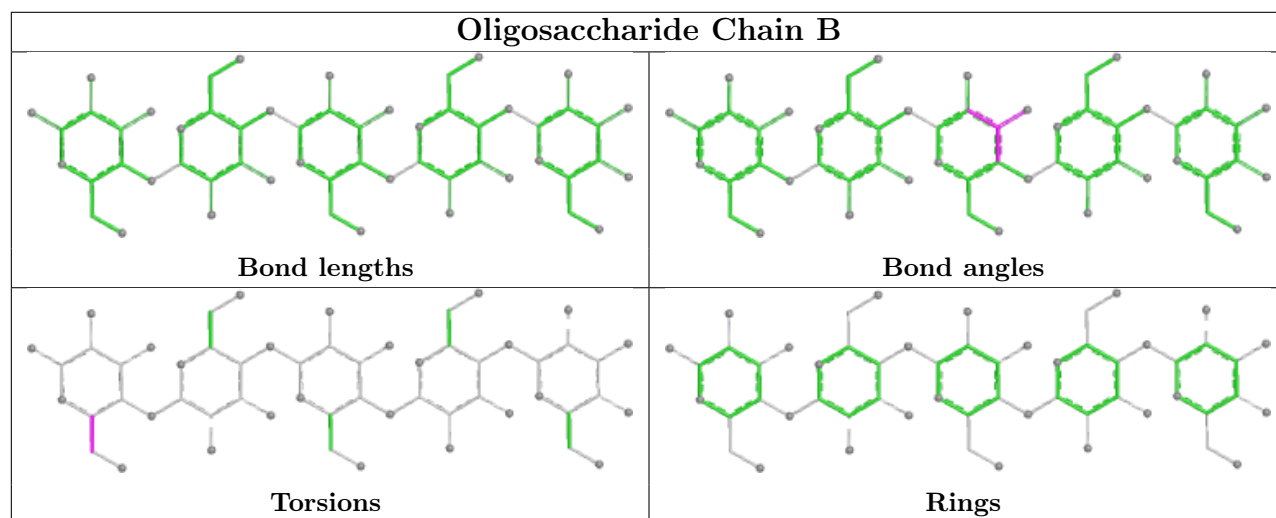 Oligosaccharide Chain B
Bond lengths
Bond angles
Torsions
Rings